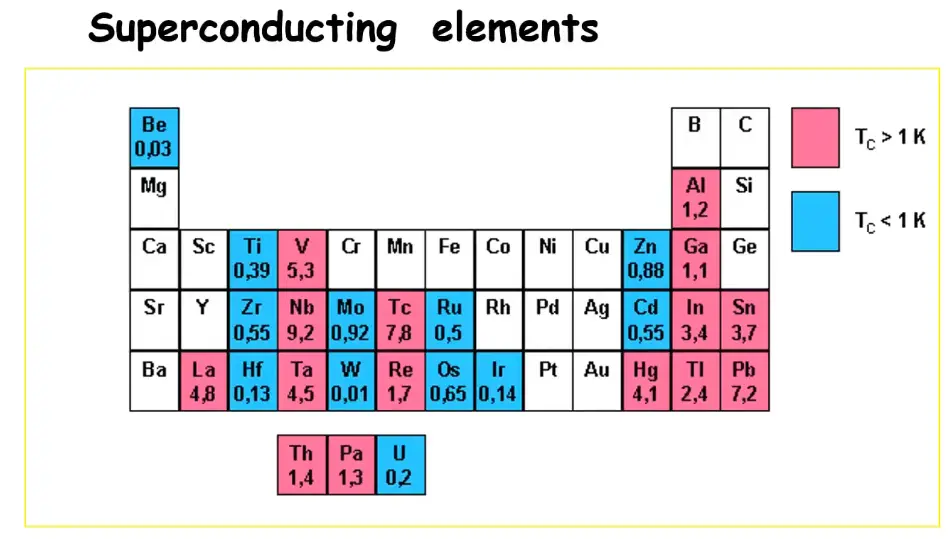 Superconducting elements
Be B C
0,03
Tc > 1 K
Mg Al Si
1,2
Tc < 1 K
Ca Sc Ti V Cr Mn Fe Co Ni Cu Zn Ga Ge
0,39 5,3 0,88 1,1
Sr Y Zr Nb Mo Tc Ru Rh Pd Ag Cd In Sn
0,55 9,2 0,92 7,8 0,5 0,55 3,4 3,7
Ba La Hf Ta W Re Os Ir Pt Au Hg Tl Pb
4,8 0,13 4,5 0,01 1,7 0,65 0,14 4,1 2,4 7,2
Th Pa U
1,4 1,3 0,2